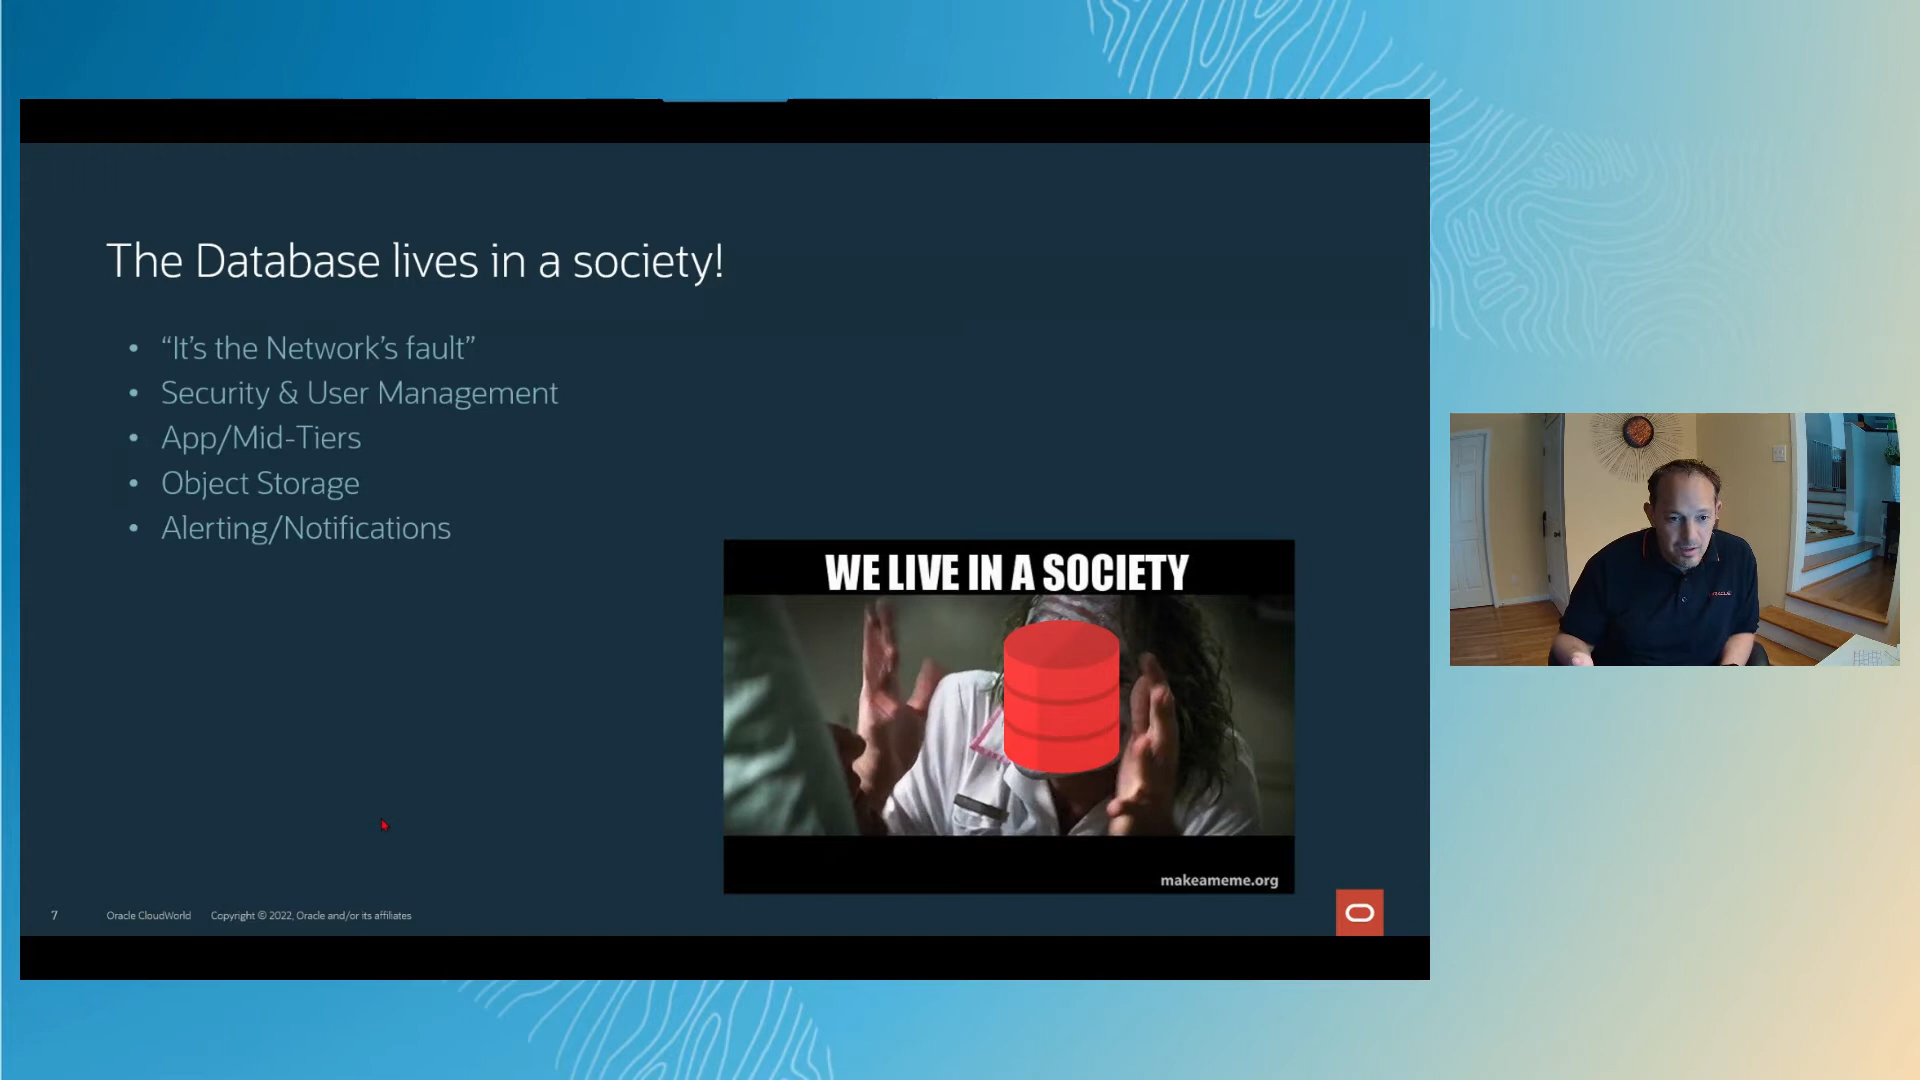 The Database lives in a society!
• “It’s the Network’s fault”
• Security & User Management
• App/Mid-Tiers
• Object Storage
• Alerting/Notifications
WE LIVE IN A SOCIETY
makeameme.org
7 Oracle CloudWorld Copyright © 2022, Oracle and/or its affiliates
ORACLE